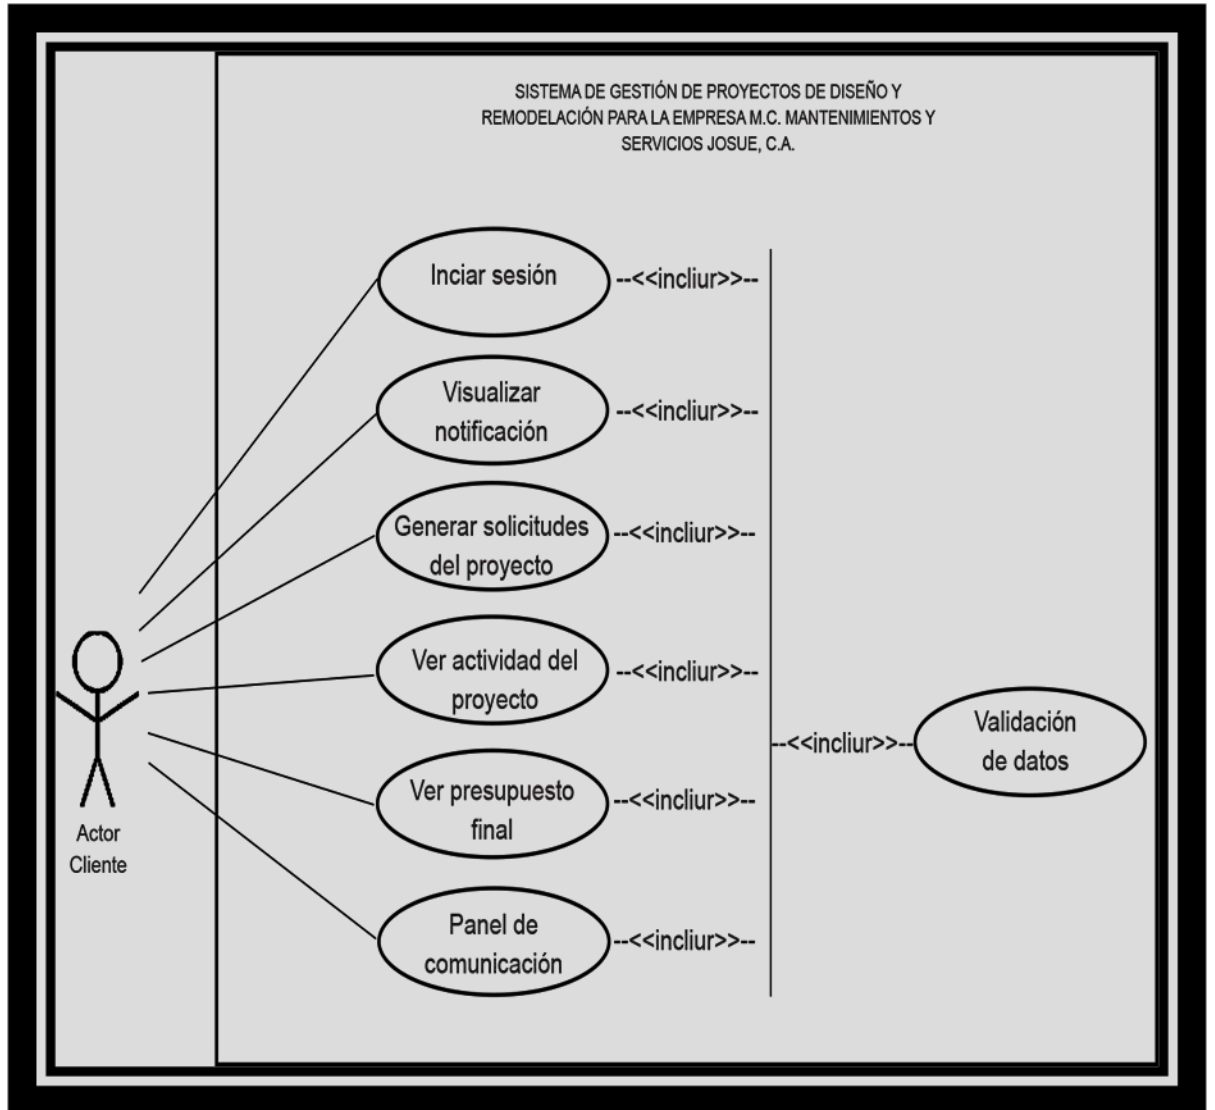 SISTEMA DE GESTIÓN DE PROYECTOS DE DISEÑO Y
REMODELACIÓN PARA LA EMPRESA M.C. MANTENIMIENTOS Y
SERVICIOS JOSUE, C.A.
Inciar sesión
--<<incliur>>--
Visualizar
notificación
--<<incliur>>--
Generar solicitudes
del proyecto
--<<incliur>>--
Ver actividad del
proyecto
--<<incliur>>--
Ver presupuesto
final
--<<incliur>>--
Panel de
comunicación
--<<incliur>>--
--<<incliur>>--
Validación
de datos
Actor
Cliente